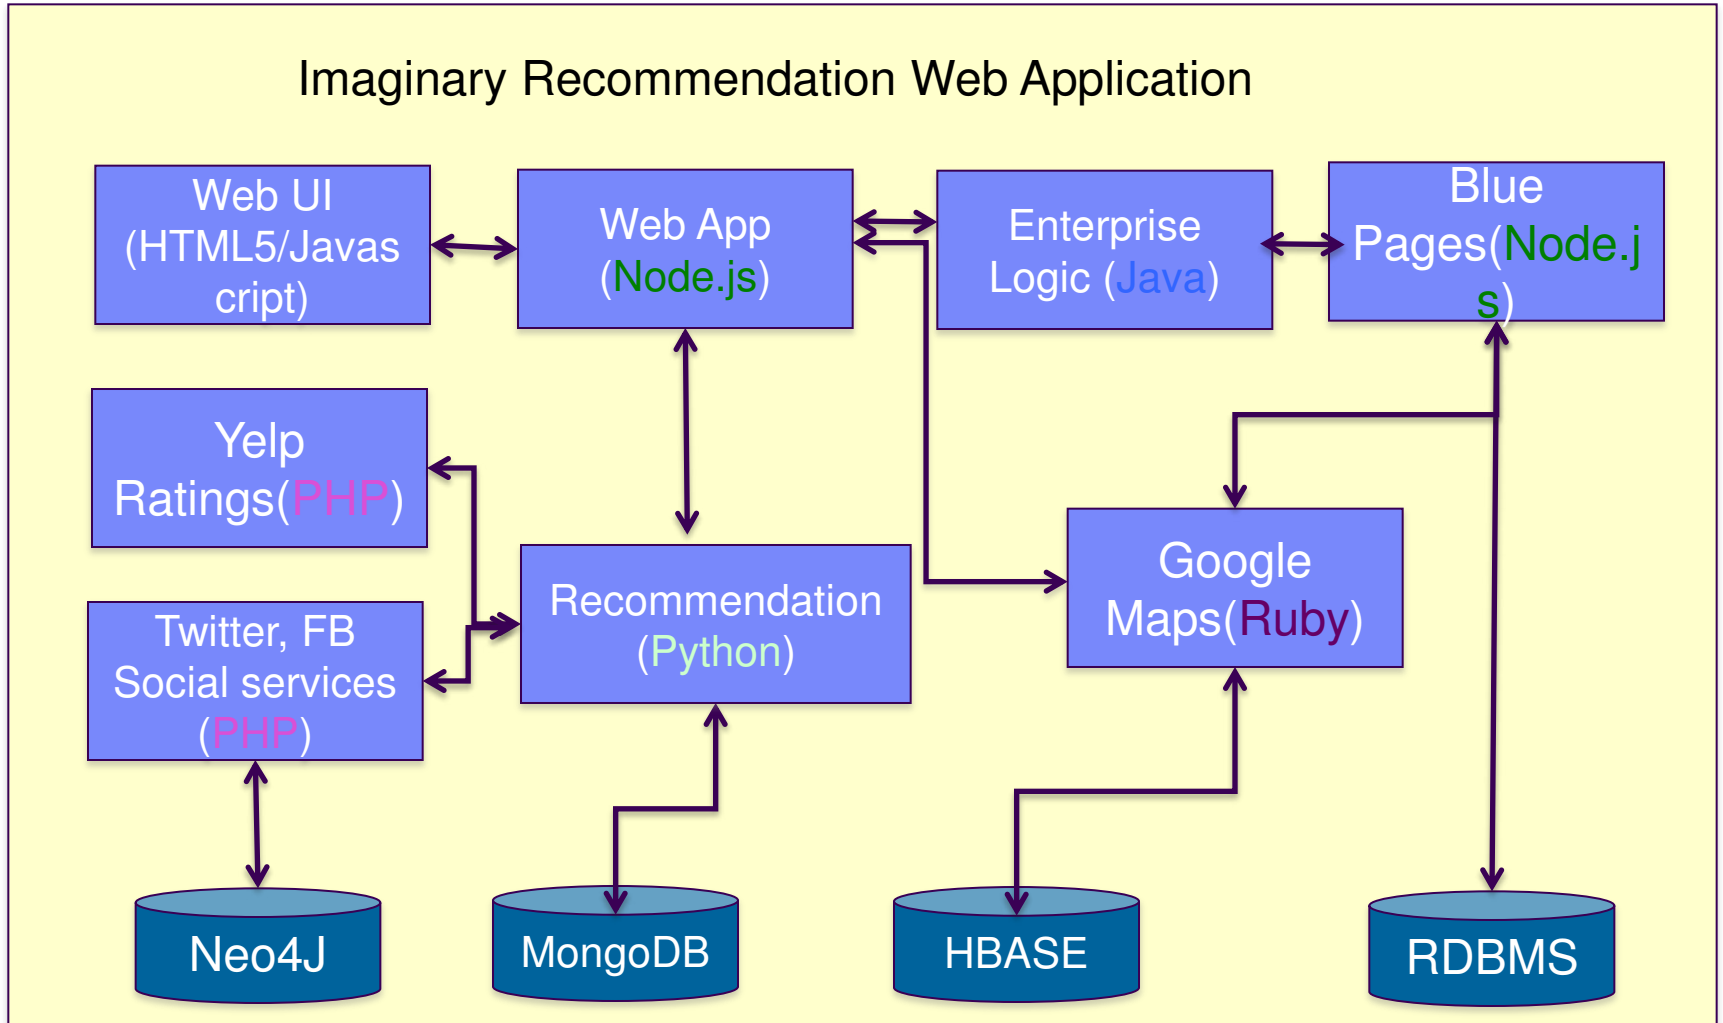 Imaginary Recommendation Web Application
Web UI
(HTML5/Javas
cript)
Web App
(Node.js)
Enterprise
Logic (Java)
Blue
Pages(Node.j
s)
Yelp
Ratings(PHP)
Twitter, FB
Social services
(PHP)
Recommendation
(Python)
Google
Maps(Ruby)
Neo4J
MongoDB
HBASE
RDBMS